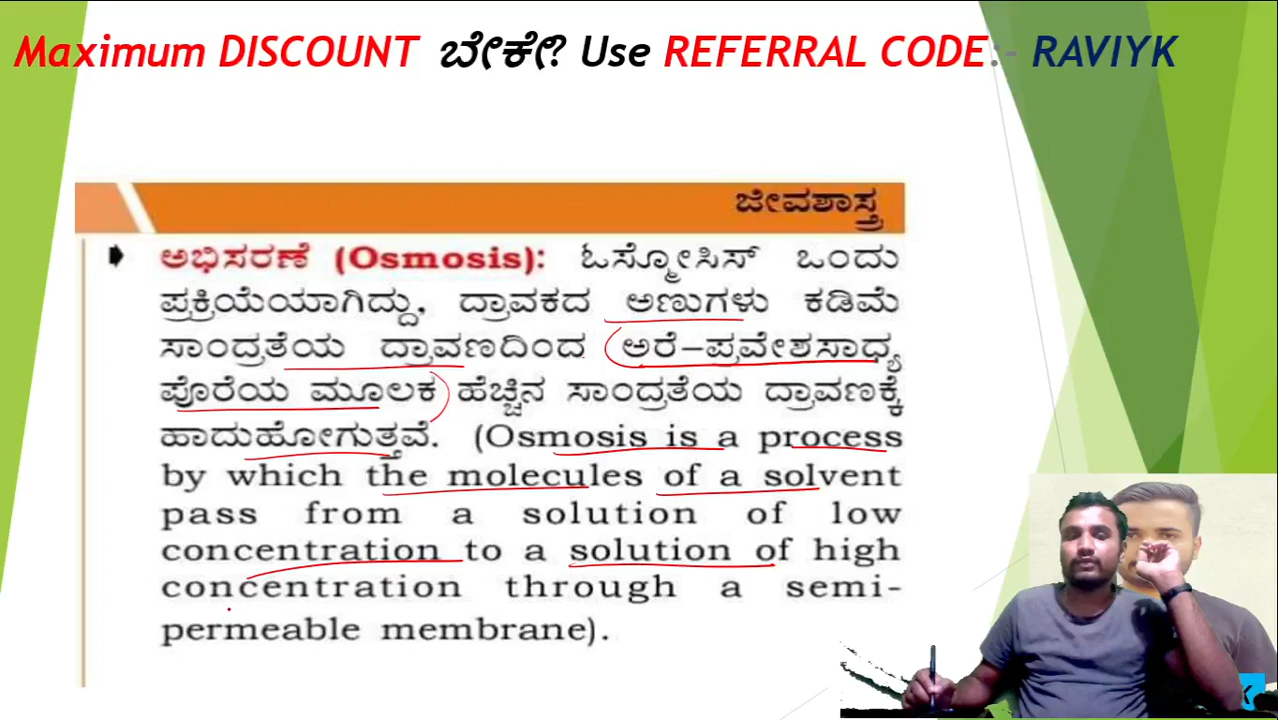 Maximum DISCOUNT ಬೇಕೇ? Use REFERRAL CODE:- RAVIYK
ಜೀವಶಾಸ್ತ್ರ
ಅಭಿಸರಣೆ (Osmosis): ಓಸ್ಮೋಸಿಸ್ ಒಂದು
ಪ್ರಕ್ರಿಯೆಯಾಗಿದ್ದು, ದ್ರಾವಕದ ಅಣುಗಳು ಕಡಿಮೆ
ಸಾಂದ್ರತೆಯ ದ್ರಾವಣದಿಂದ ಅರೆ-ಪ್ರವೇಶಸಾಧ್ಯ
ಪೊರೆಯ ಮೂಲಕ ಹೆಚ್ಚಿನ ಸಾಂದ್ರತೆಯ ದ್ರಾವಣಕ್ಕೆ
ಹಾದುಹೋಗುತ್ತವೆ. (Osmosis is a process
by which the molecules of a solvent
pass from a solution of low
concentration to a solution of high
concentration through a semi-
permeable membrane).